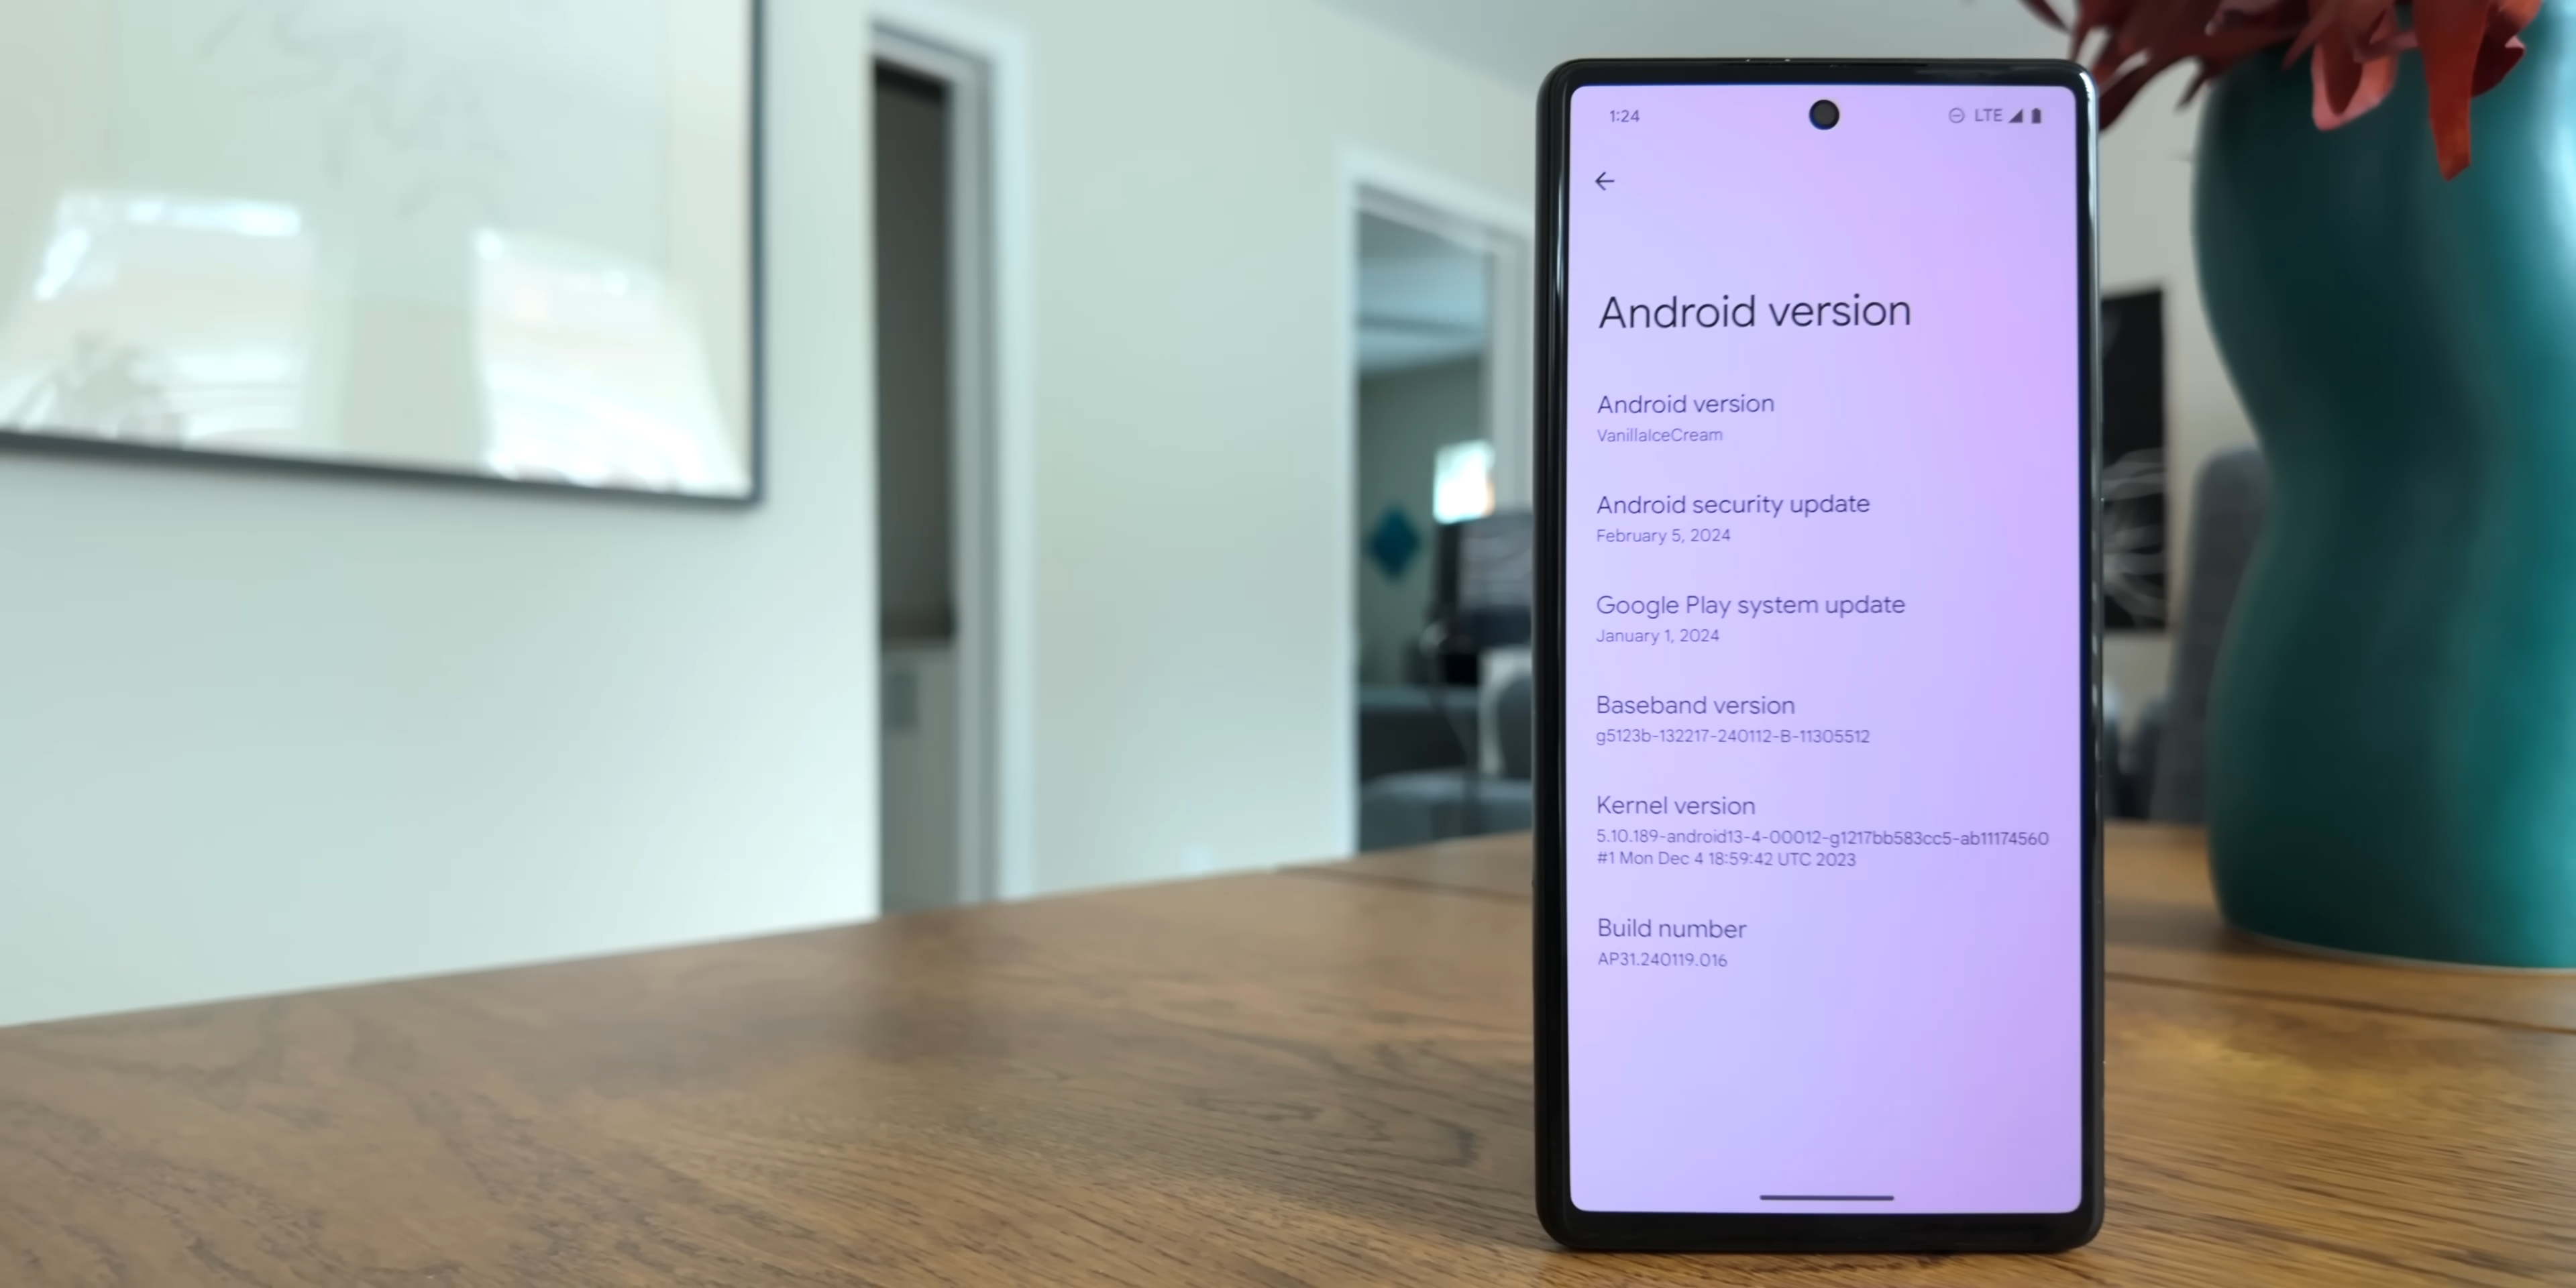 1:24 LTE
Android version
Android version
VanillaIceCream
Android security update
February 5, 2024
Google Play system update
January 1, 2024
Baseband version
g5123b-132217-240112-B-11305512
Kernel version
5.10.189-android13-4-00012-g1217bb583cc5-ab11174560
#1 Mon Dec 4 18:59:42 UTC 2023
Build number
AP31.240119.016